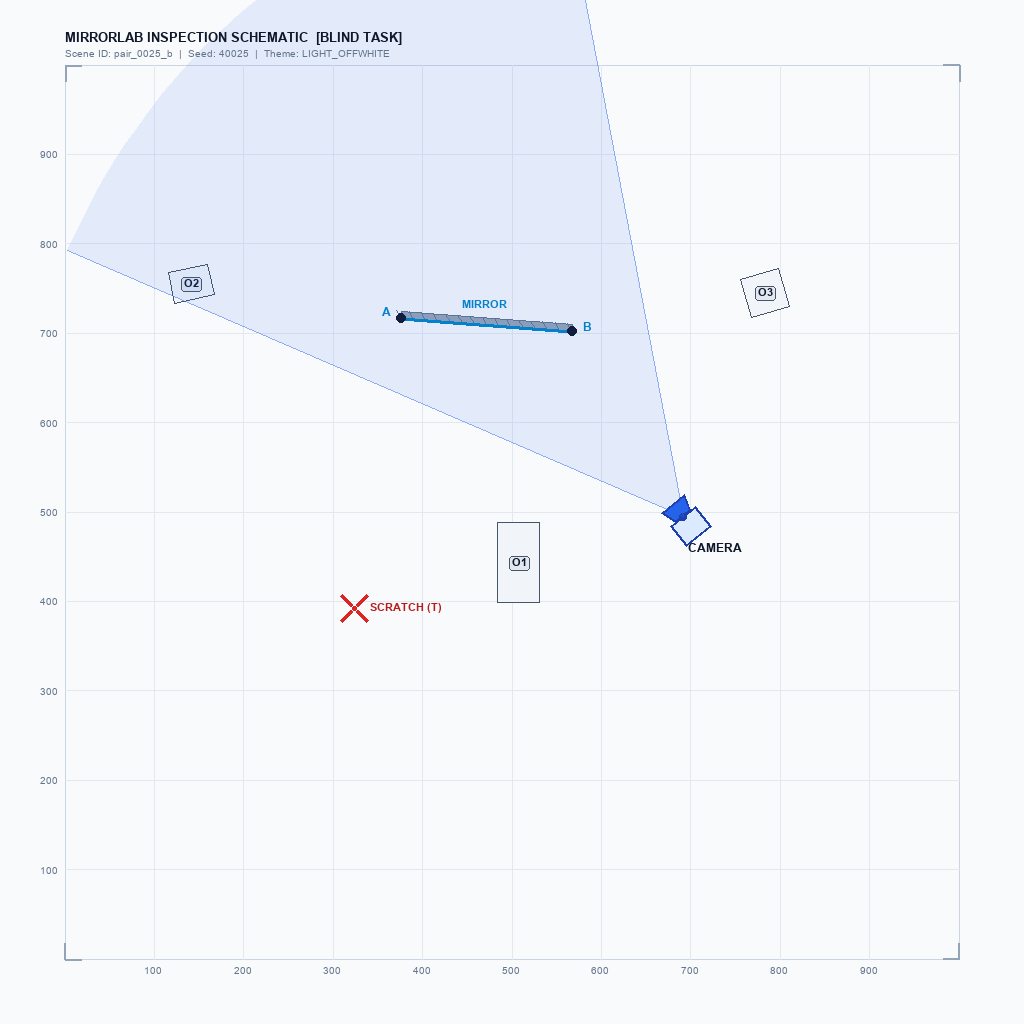 MIRRORLAB INSPECTION SCHEMATIC [BLIND TASK]
Scene ID: pair_0025_b | Seed: 40025 | Theme: LIGHT_OFFWHITE
900
800
O2
O3
MIRROR
A
B
700
600
500
CAMERA
O1
400
SCRATCH (T)
300
200
100
100 200 300 400 500 600 700 800 900